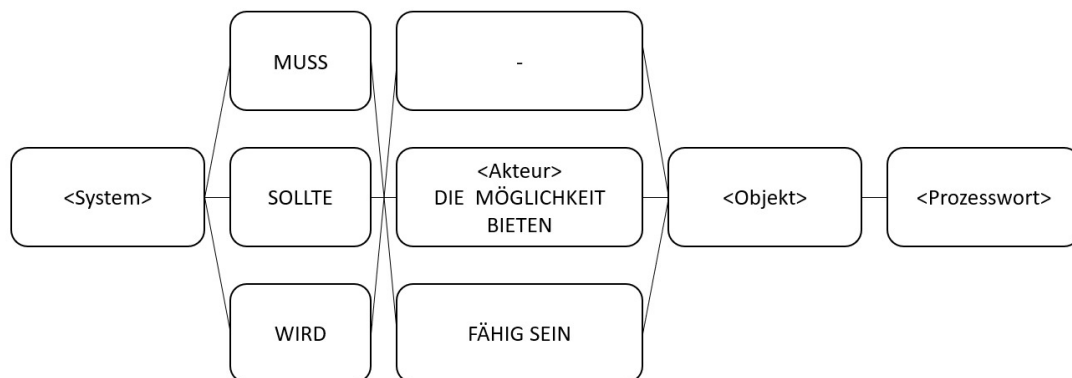 MUSS
-
<System>
SOLLTE
<Akteur>
DIE MÖGLICHKEIT
BIETEN
<Objekt>
<Prozesswort>
WIRD
FÄHIG SEIN